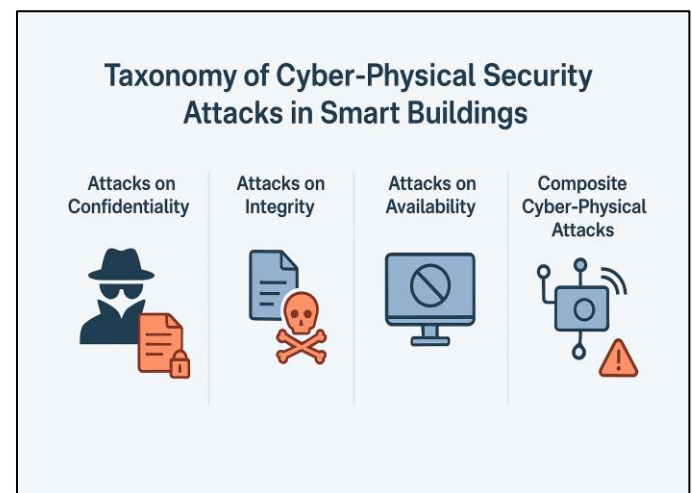 Taxonomy of Cyber-Physical Security
Attacks in Smart Buildings
Attacks on
Confidentiality
Attacks on
Integrity
Attacks on
Availability
Composite
Cyber-Physical
Attacks